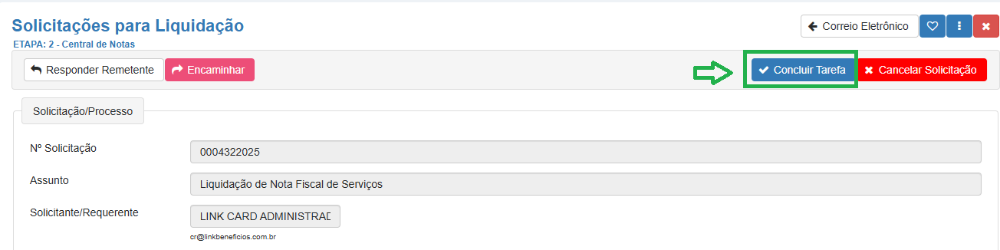 Solicitações para Liquidação
Correio Eletrônico
ETAPA: 2 - Central de Notas
Responder Remetente
Encaminhar
Concluir Tarefa
Cancelar Solicitação
Solicitação/Processo
Nº Solicitação
0004322025
Assunto
Liquidação de Nota Fiscal de Serviços
Solicitante/Requerente
LINK CARD ADMINISTRAD
cr@linkbeneficios.com.br